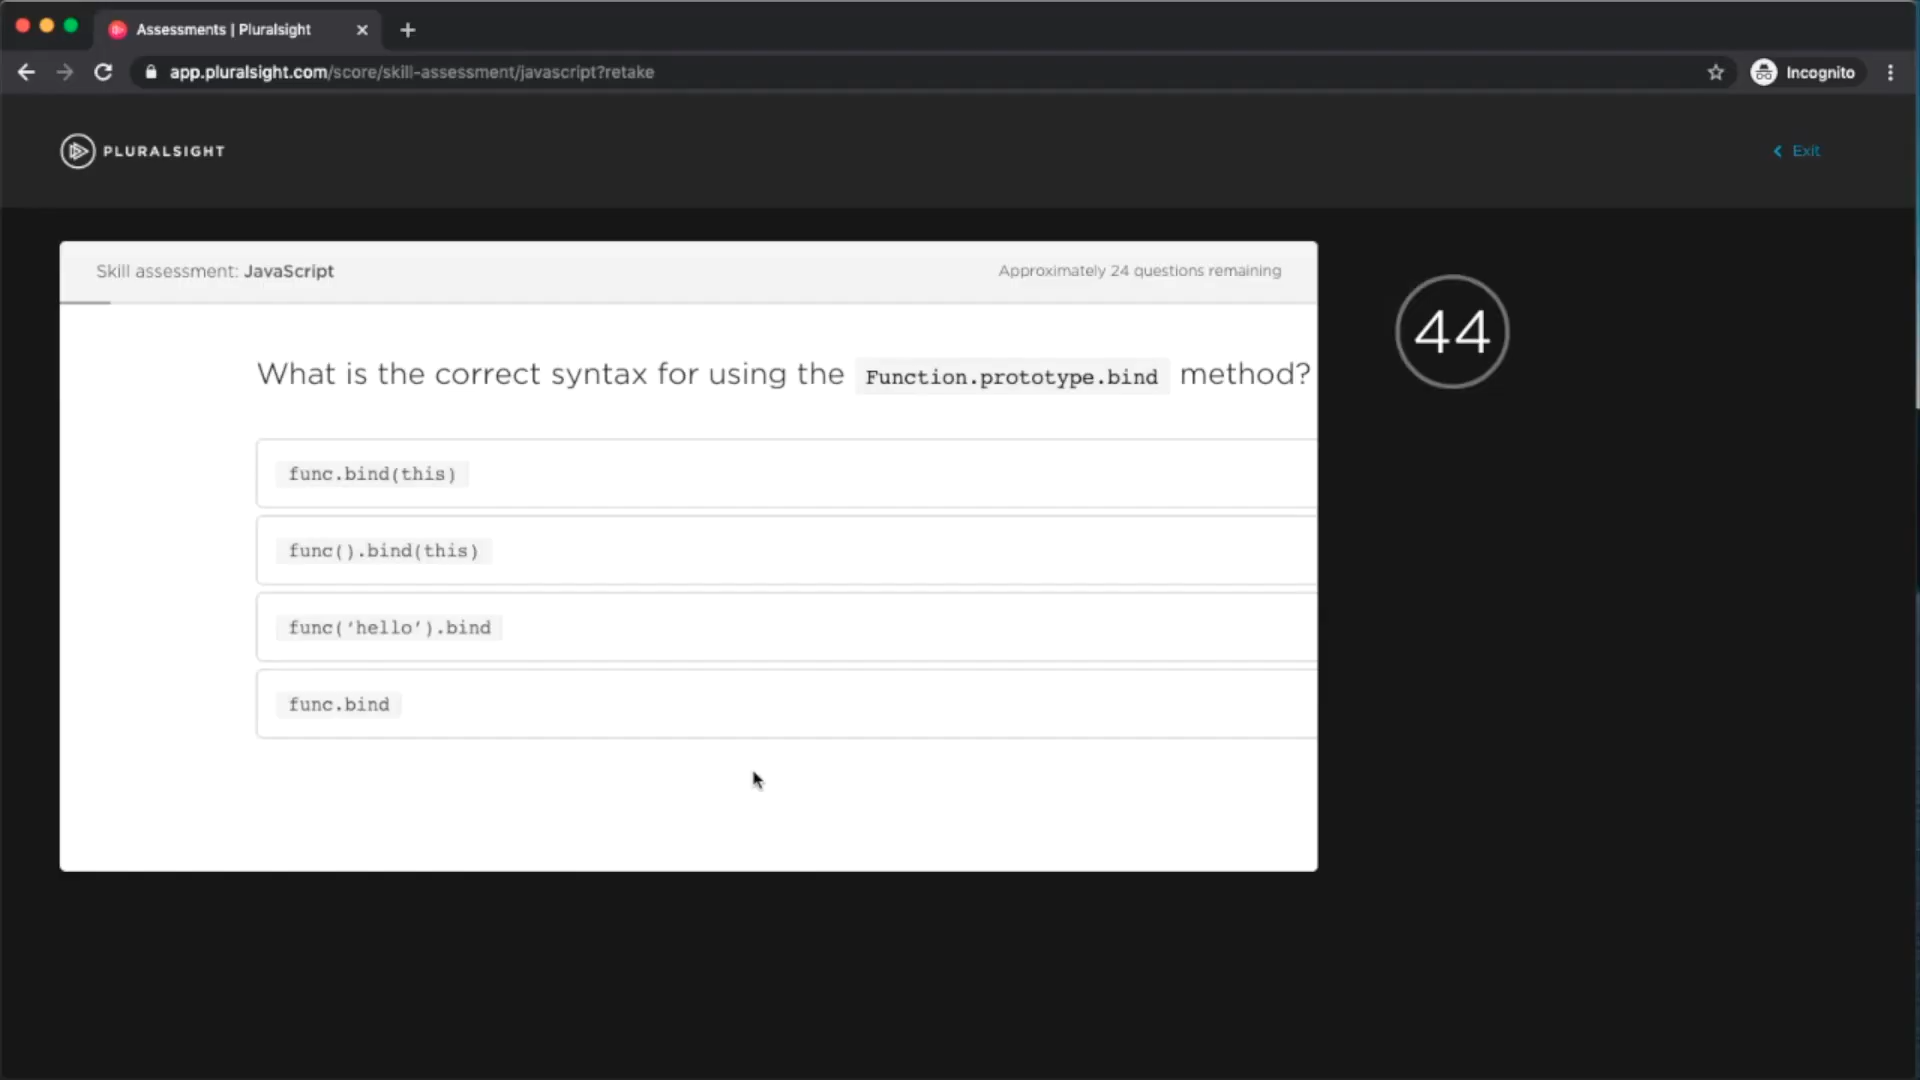 Assessments | Pluralsight
app.pluralsight.com/score/skill-assessment/javascript?retake
Incognito
PLURALSIGHT
Exit
Skill assessment: JavaScript
Approximately 24 questions remaining
44
What is the correct syntax for using the Function.prototype.bind method?
func.bind(this)
func().bind(this)
func('hello').bind
func.bind